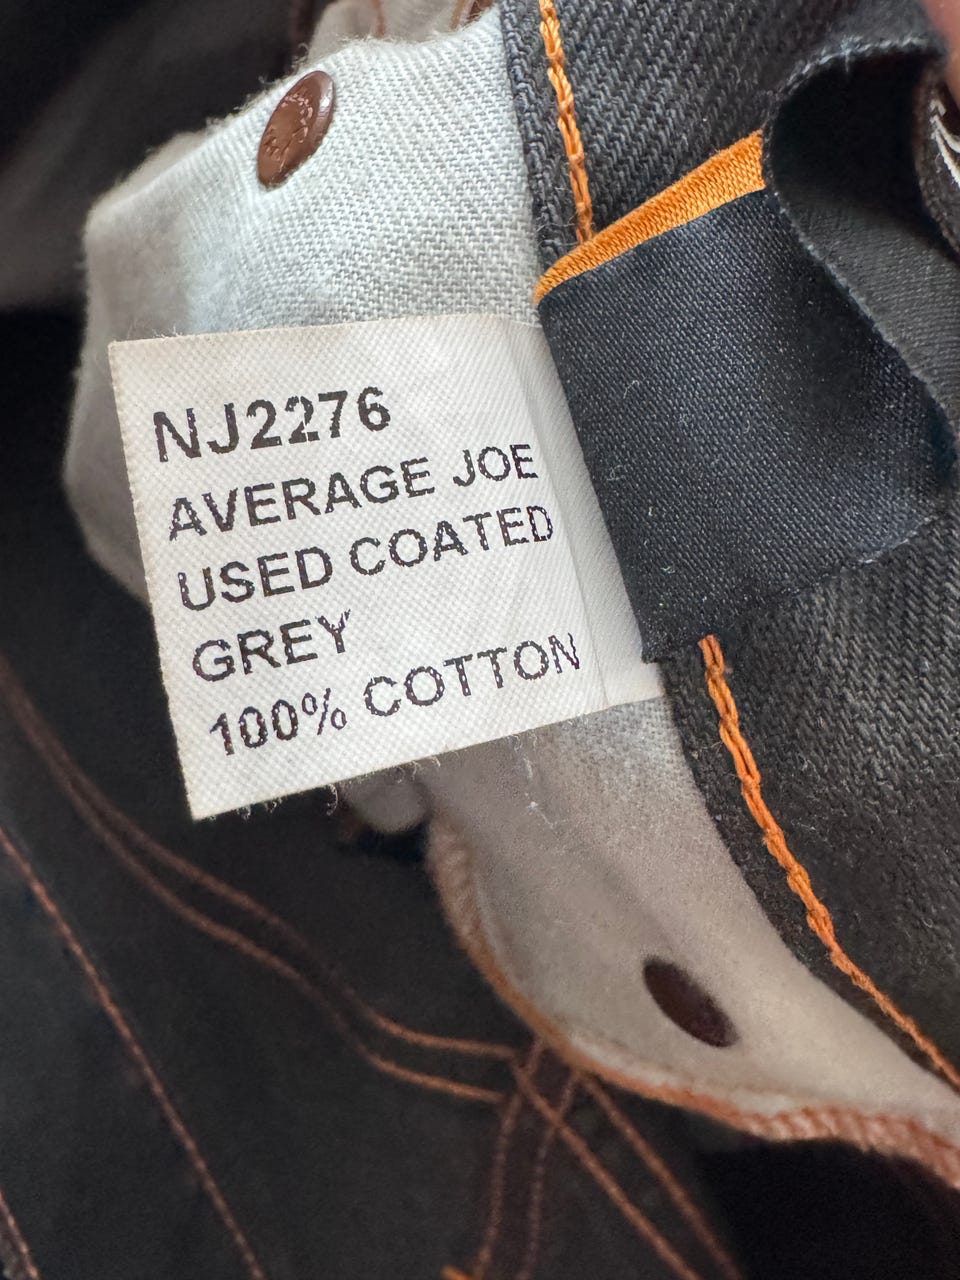 NJ2276
AVERAGE JOE
USED COATED
GREY
100% COTTON